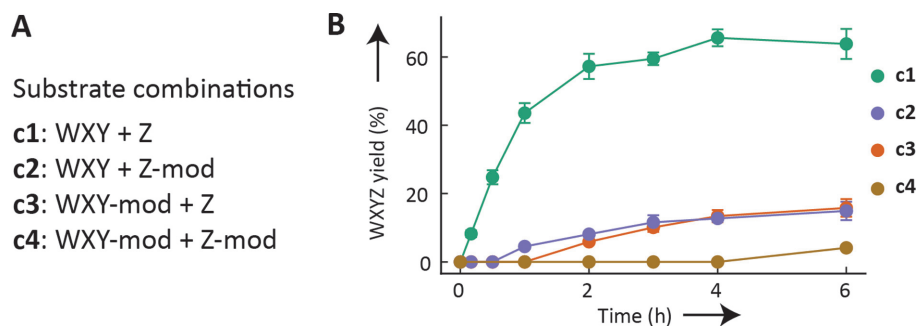 A
Substrate combinations
c1: WXY + Z
c2: WXY + Z-mod
c3: WXY-mod + Z
c4: WXY-mod + Z-mod
B
WXYZ yield (%)
60
40
20
0
0 2 4 6
Time (h)
c1
c2
c3
c4